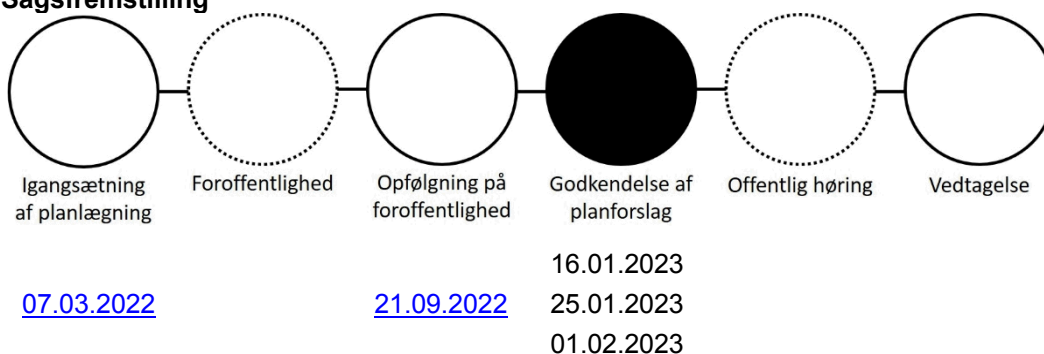 Sagsfremstilling
Igangsætning
af planlægning
Foroffentlighed
Opfølgning på
foroffentlighed
Godkendelse af
planforslag
Offentlig høring
Vedtagelse
07.03.2022
21.09.2022
16.01.2023
25.01.2023
01.02.2023